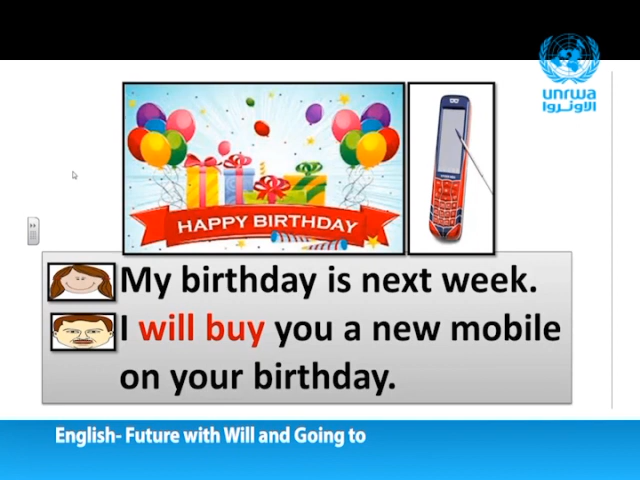 unrwa
الاونروا
HAPPY BIRTHDAY
My birthday is next week.
I will buy you a new mobile
on your birthday.
English- Future with Will and Going to